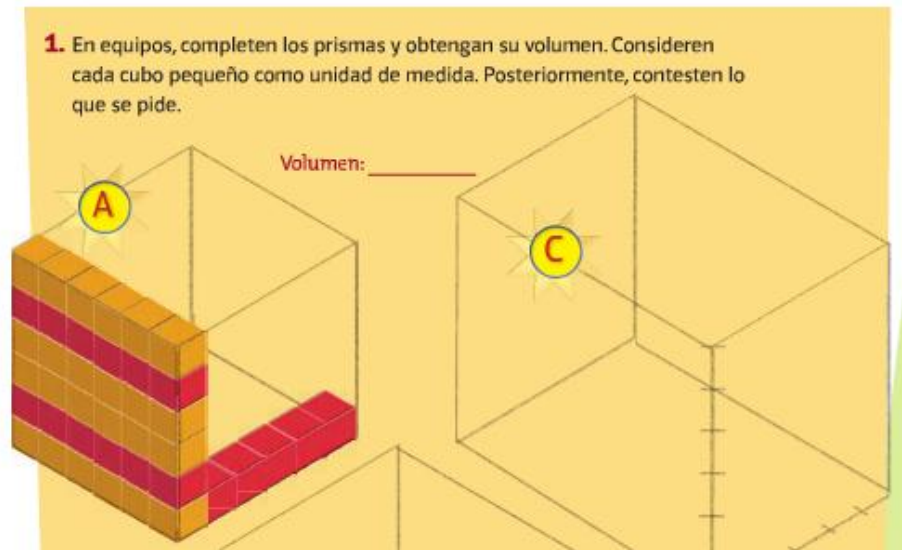 1. En equipos, completen los prismas y obtengan su volumen. Consideren
cada cubo pequeño como unidad de medida. Posteriormente, contesten lo
que se pide.
Volumen:
A
C